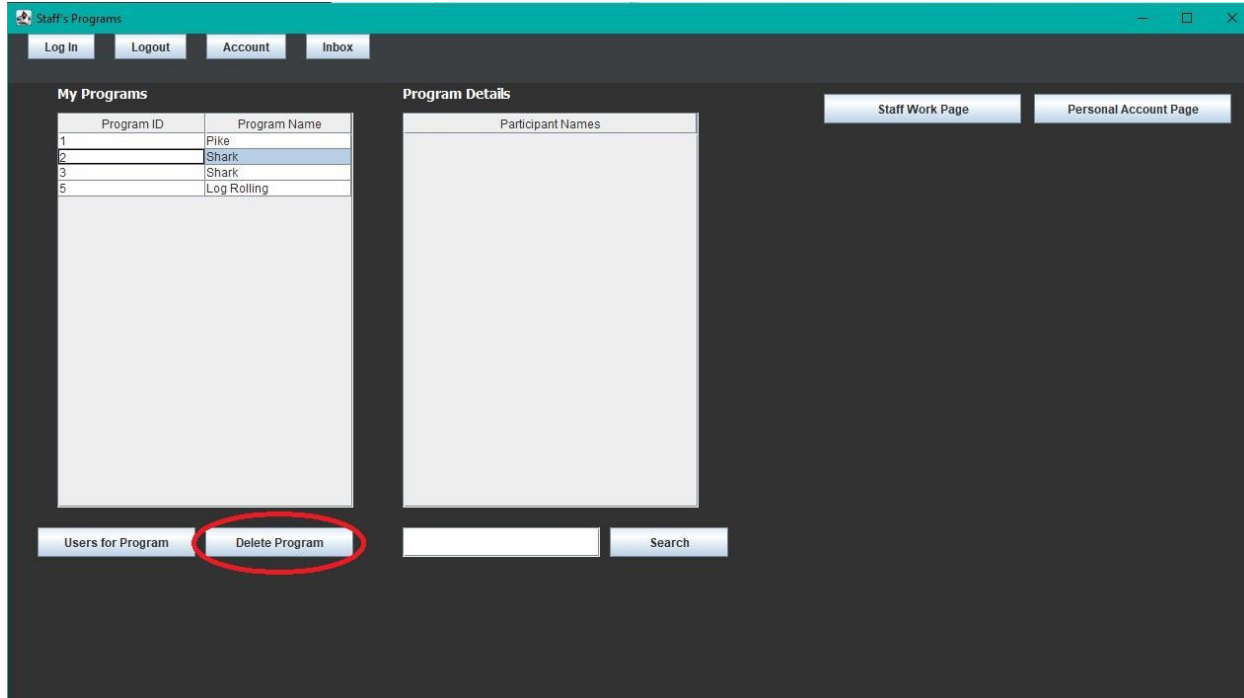 Staff's Programs
Log In Logout Account Inbox
My Programs
Program Details
Staff Work Page
Personal Account Page
Program ID Program Name
1 Pike
2 Shark
3 Shark
5 Log Rolling
Participant Names
Users for Program
Delete Program
Search